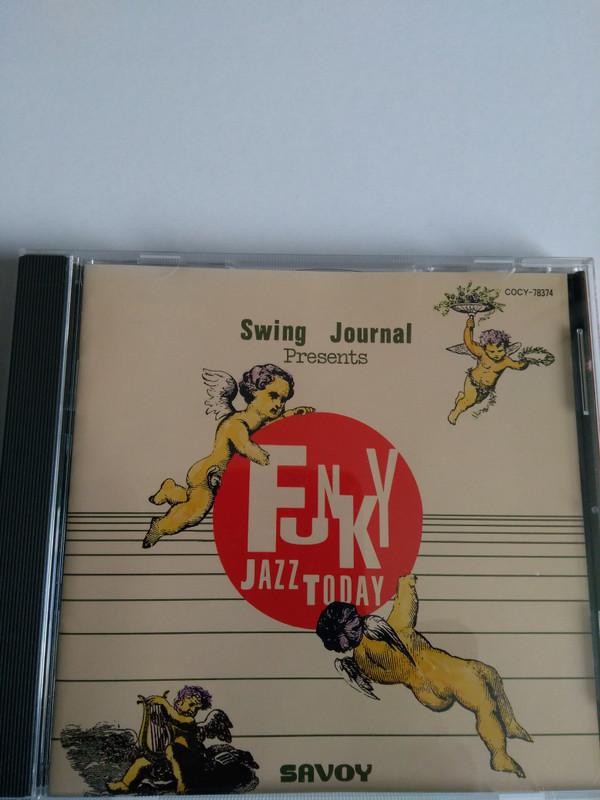 COCY-78374
Swing Journal
Presents
FUNKY
JAZZ
TODAY
SAVOY